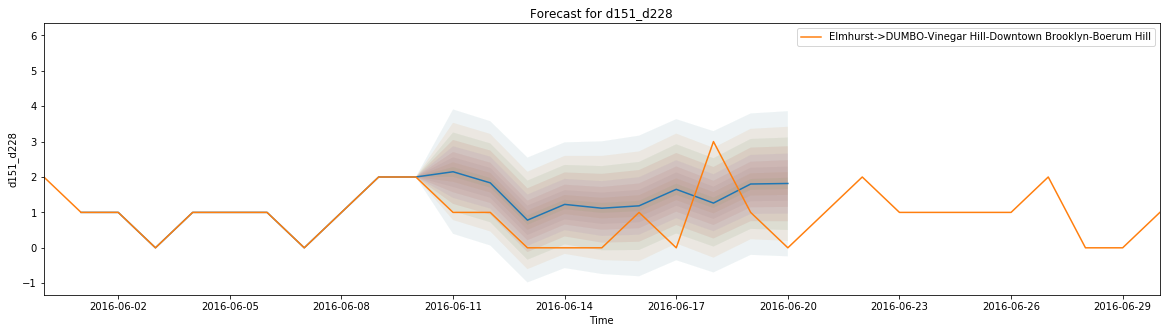 Forecast for d151_d228
Elmhurst->DUMBO-Vinegar Hill-Downtown Brooklyn-Boerum Hill
6
5
4
3
2
1
0
−1
d151_d228
2016-06-02 2016-06-05 2016-06-08 2016-06-11 2016-06-14 2016-06-17 2016-06-20 2016-06-23 2016-06-26 2016-06-29
Time